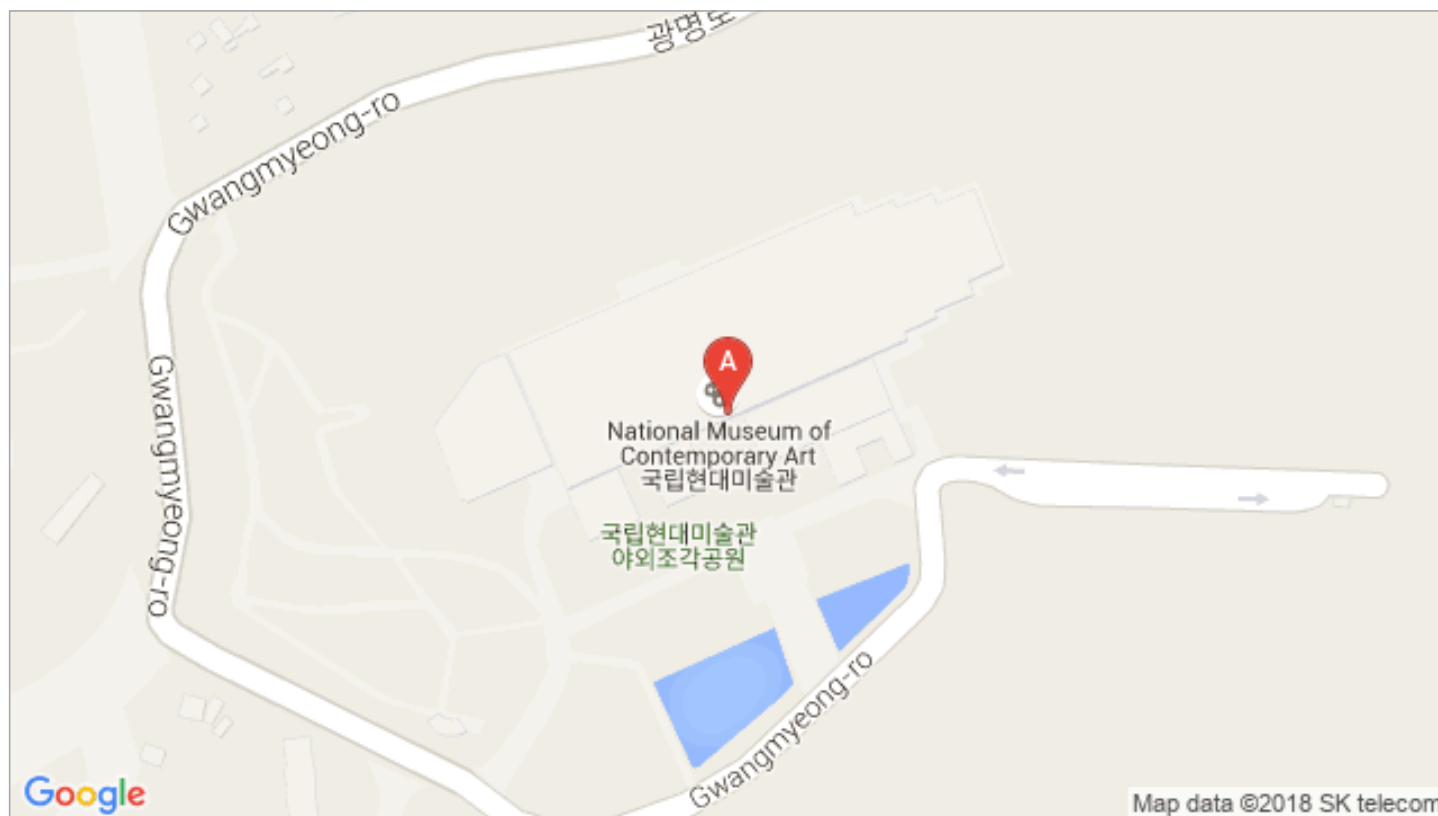 광명로
Gwangmyeong-ro
Gwangmyeong-ro
A
National Museum of
Contemporary Art
국립현대미술관
국립현대미술관
야외조각공원
Gwangmyeong-ro
Google
Map data ©2018 SK telecom